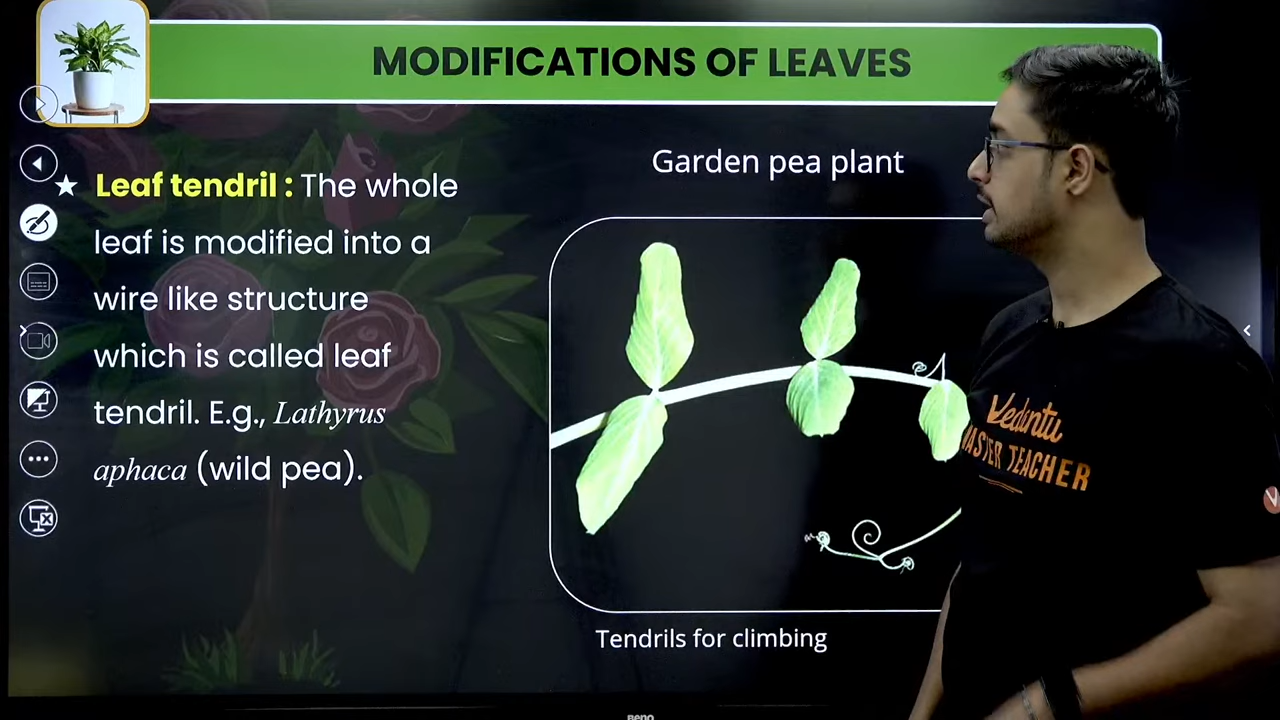 MODIFICATIONS OF LEAVES
Garden pea plant
Leaf tendril : The whole
leaf is modified into a
wire like structure
which is called leaf
tendril. E.g., Lathyrus
aphaca (wild pea).
Tendrils for climbing
Vedantu
MASTER TEACHER
BenQ